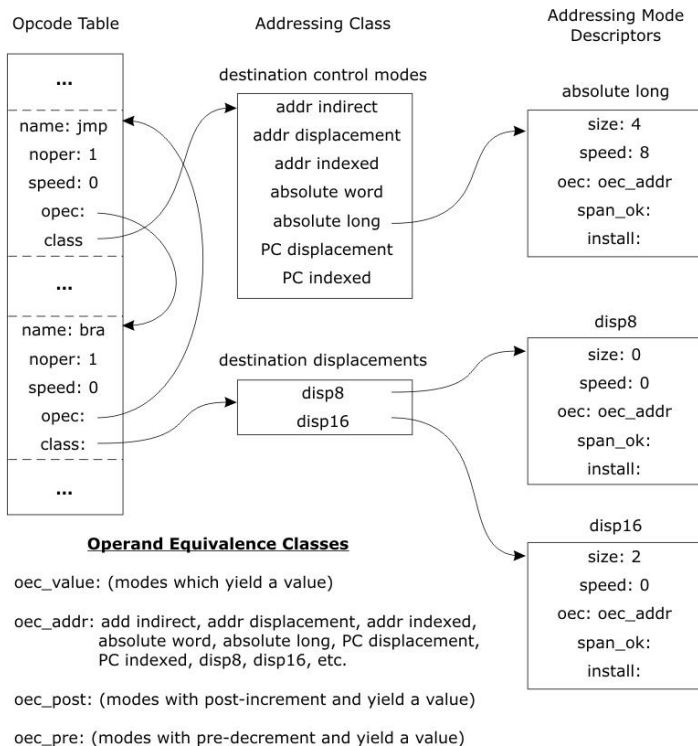 Opcode Table
...
name: jmp
noper: 1
speed: 0
opec:
class
...
name: bra
noper: 1
speed: 0
opec:
class:
...
Addressing Class
destination control modes
addr indirect
addr displacement
addr indexed
absolute word
absolute long
PC displacement
PC indexed
destination displacements
disp8
disp16
Addressing Mode
Descriptors
absolute long
size: 4
speed: 8
oec: oec_addr
span_ok:
install:
disp8
size: 0
speed: 0
oec: oec_addr
span_ok:
install:
disp16
size: 2
speed: 0
oec: oec_addr
span_ok:
install:
Operand Equivalence Classes
oec_value: (modes which yield a value)
oec_addr: add indirect, addr displacement, addr indexed,
absolute word, absolute long, PC displacement,
PC indexed, disp8, disp16, etc.
oec_post: (modes with post-increment and yield a value)
oec_pre: (modes with pre-decrement and yield a value)